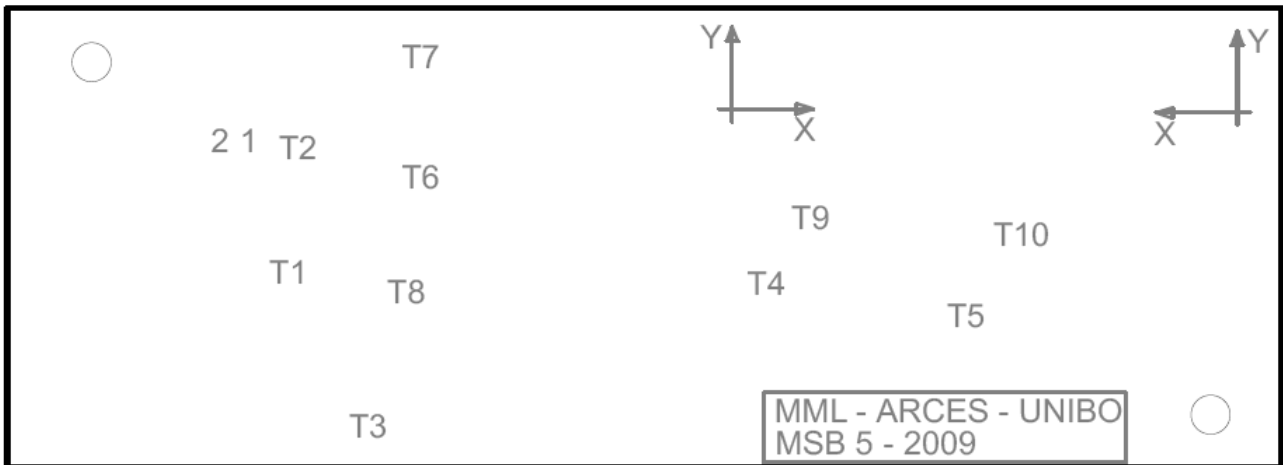 T7
Y
Y
2 1
T2
X
X
T6
T9
T10
T1
T8
T4
T5
T3
MML - ARCES - UNIBO
MSB 5 - 2009